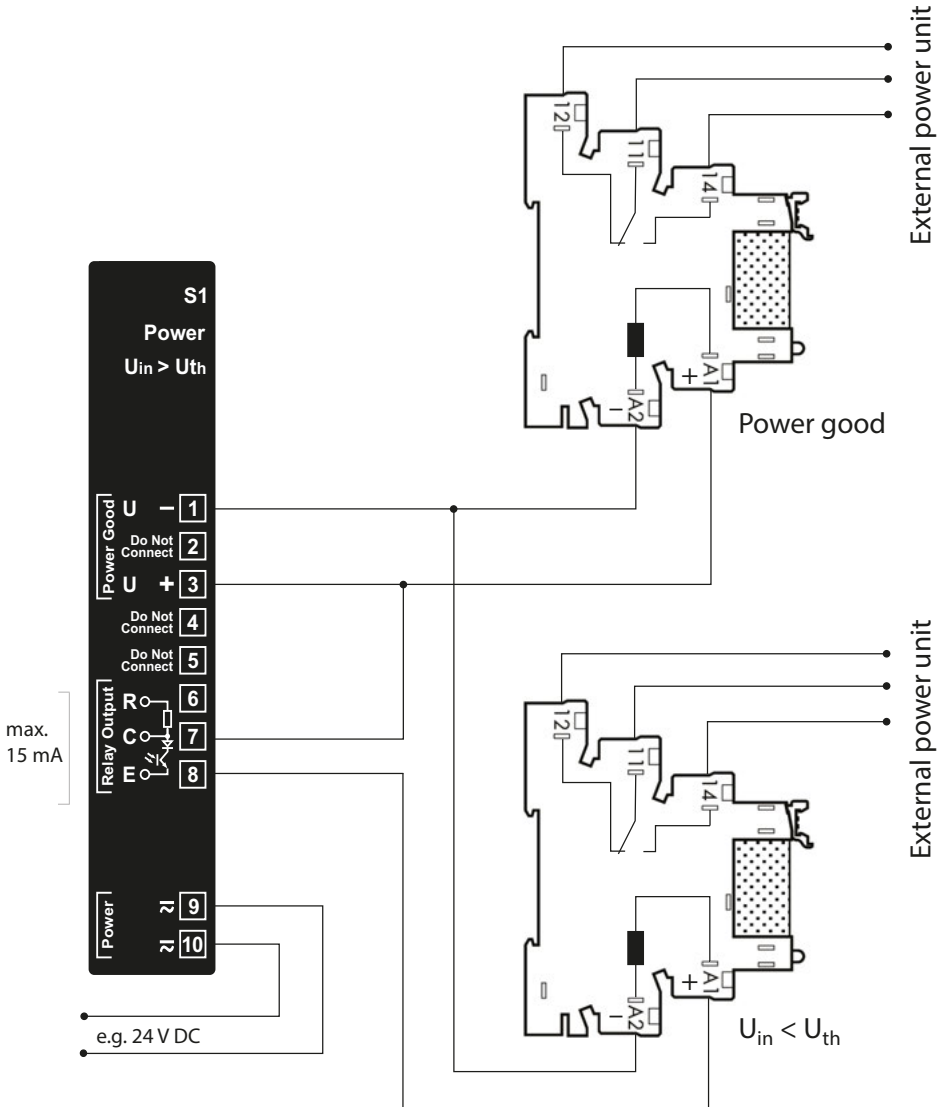 External power unit
12
11
14
+ A1
– A2
Power good
S1
Power
Uin > Uth
Power Good
U – 1
Do Not
Connect 2
U + 3
Do Not
Connect 4
Do Not
Connect 5
Relay Output
R 6
C 7
E 8
max.
15 mA
Power
≂ 9
≂ 10
e.g. 24 V DC
External power unit
12
11
14
+ A1
– A2
Uin < Uth